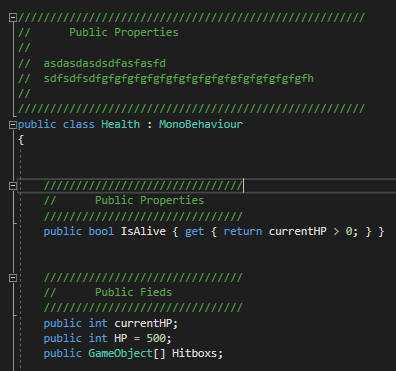 //////////////////////////////////////////////////////
// Public Properties
//
// asdasdasdsdfasfasfd
// sdfsdfsdfgfgfgfgfgfgfgfgfgfgfgfgfgfgfgfgfh
//
//////////////////////////////////////////////////////
public class Health : MonoBehaviour
{
///////////////////////////////
// Public Properties
///////////////////////////////
public bool IsAlive { get { return currentHP > 0; } }
///////////////////////////////
// Public Fieds
///////////////////////////////
public int currentHP;
public int HP = 500;
public GameObject[] Hitboxs;